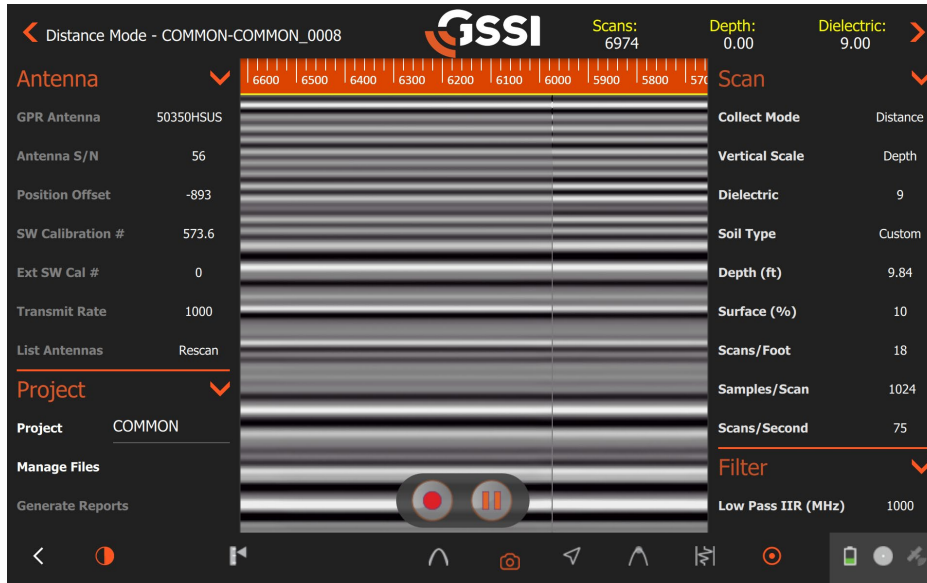 Distance Mode - COMMON-COMMON_0008
GSSI
Scans: 6974
Depth: 0.00
Dielectric: 9.00
Antenna
GPR Antenna 50350HSUS
Antenna S/N 56
Position Offset -893
SW Calibration # 573.6
Ext SW Cal # 0
Transmit Rate 1000
List Antennas Rescan
Project
Project COMMON
Manage Files
Generate Reports
6600 6500 6400 6300 6200 6100 6000 5900 5800 570
Scan
Collect Mode Distance
Vertical Scale Depth
Dielectric 9
Soil Type Custom
Depth (ft) 9.84
Surface (%) 10
Scans/Foot 18
Samples/Scan 1024
Scans/Second 75
Filter
Low Pass IIR (MHz) 1000